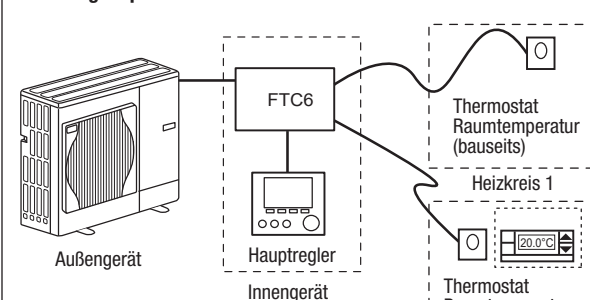 FTC6
Thermostat
Raumtemperatur
(bauseits)
Heizkreis 1
20.0°C
Außengerät
Hauptregler
Innengerät
Thermostat